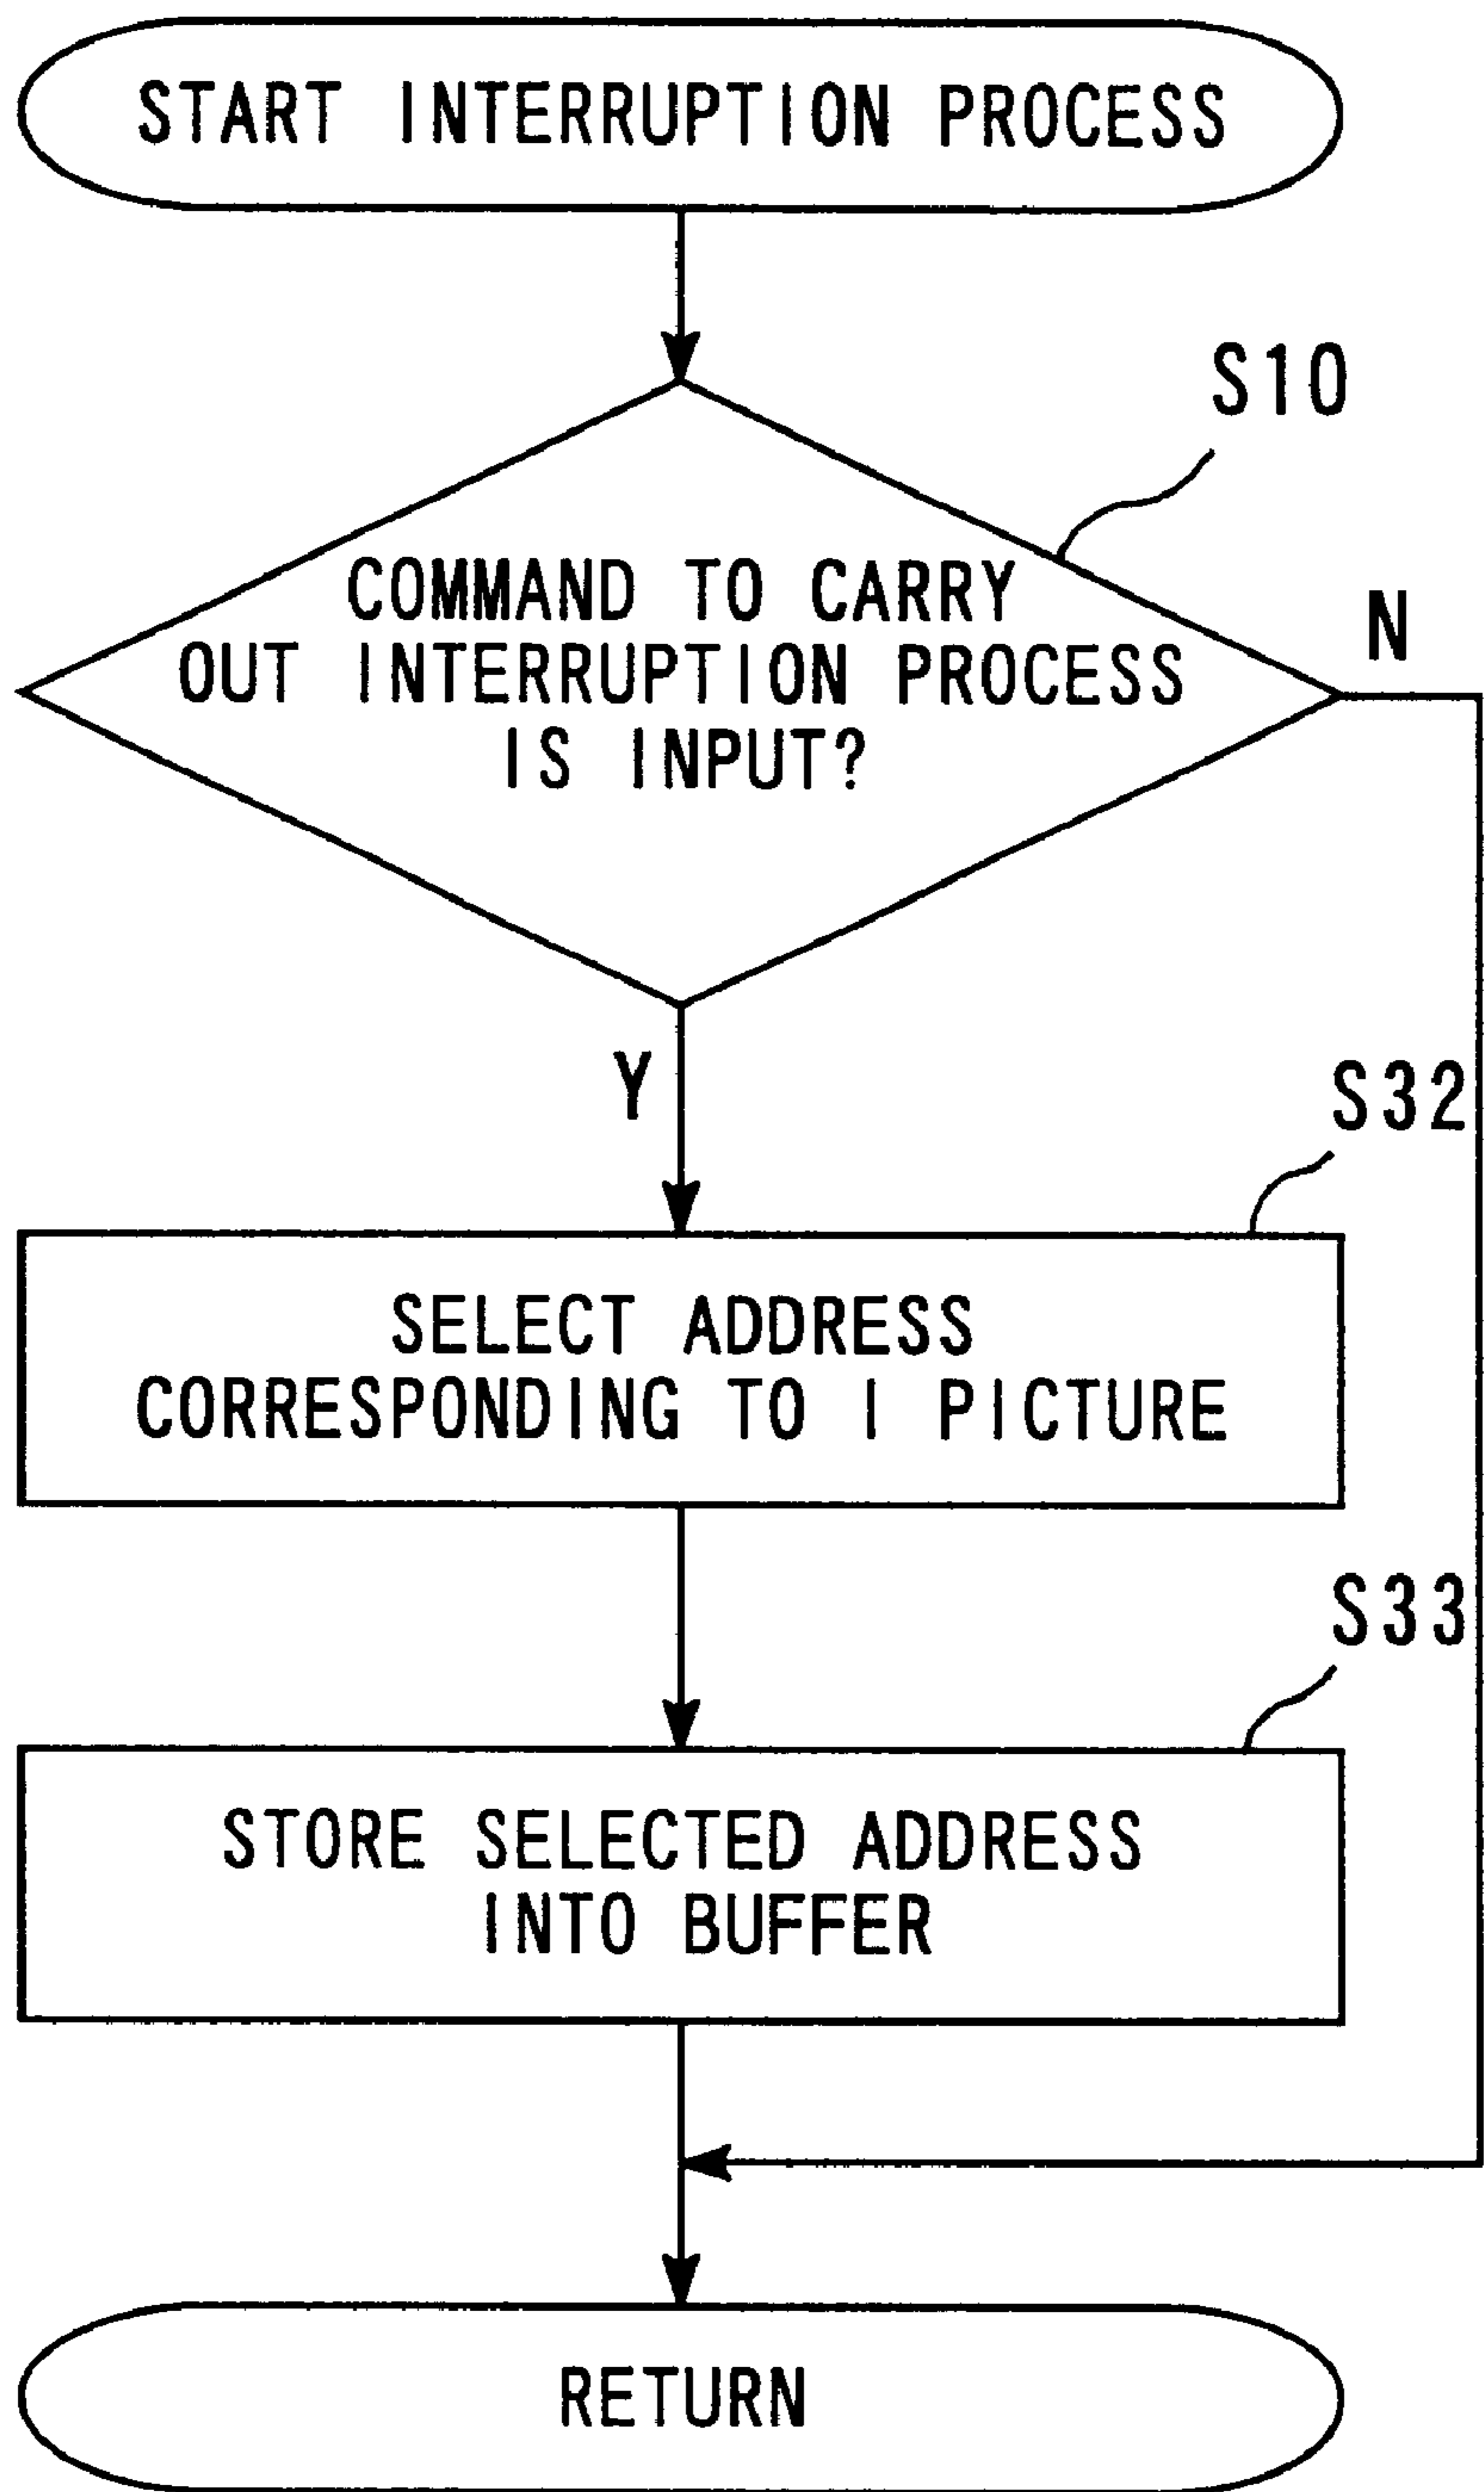 START INTERRUPTION PROCESS
S10
COMMAND TO CARRY
OUT INTERRUPTION PROCESS
IS INPUT?
N
Y
S32
SELECT ADDRESS
CORRESPONDING TO I PICTURE
S33
STORE SELECTED ADDRESS
INTO BUFFER
RETURN